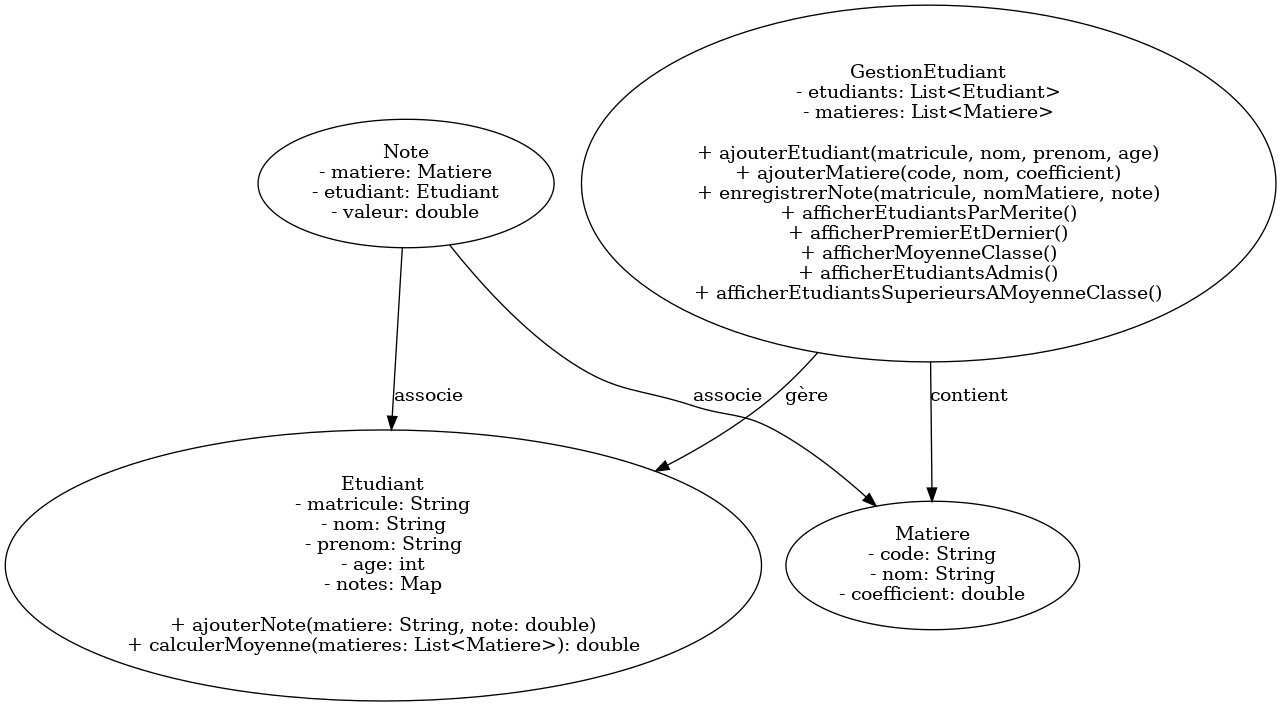 GestionEtudiant
- etudiants: List<Etudiant>
- matieres: List<Matiere>
+ ajouterEtudiant(matricule, nom, prenom, age)
+ ajouterMatiere(code, nom, coefficient)
+ enregistrerNote(matricule, nomMatiere, note)
+ afficherEtudiantsParMerite()
+ afficherPremierEtDernier()
+ afficherMoyenneClasse()
+ afficherEtudiantsAdmis()
+ afficherEtudiantsSuperieursAMoyenneClasse()
Note
- matiere: Matiere
- etudiant: Etudiant
- valeur: double
associe
associe
gère
contient
Etudiant
- matricule: String
- nom: String
- prenom: String
- age: int
- notes: Map
+ ajouterNote(matiere: String, note: double)
+ calculerMoyenne(matieres: List<Matiere>): double
Matiere
- code: String
- nom: String
- coefficient: double